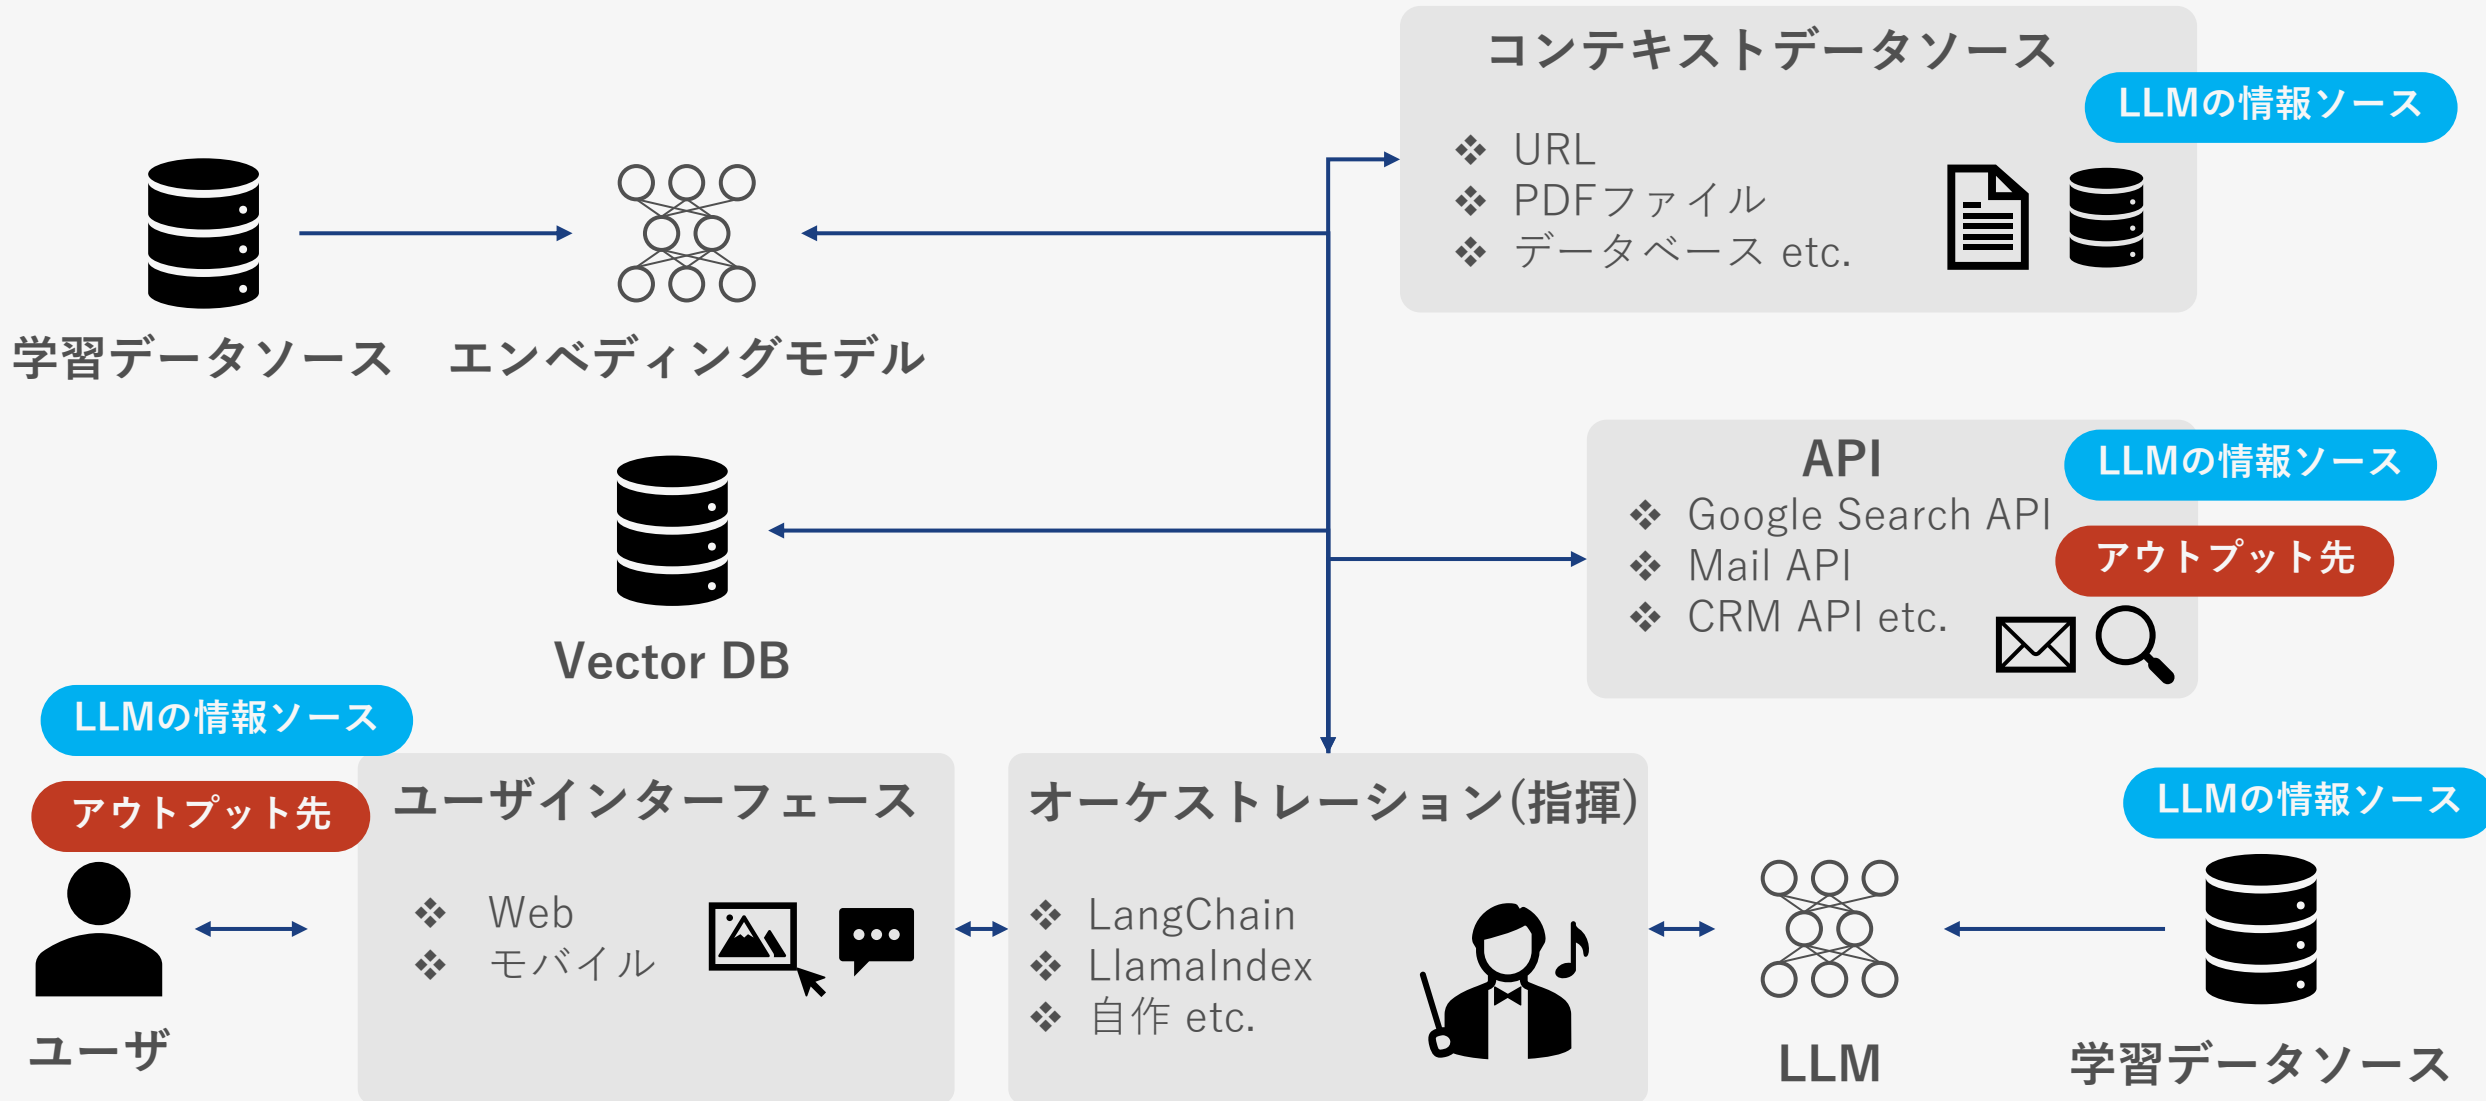 コンテキストデータソース
LLMの情報ソース
URL
PDFファイル
データベース etc.
学習データソース
エンベディングモデル
API
LLMの情報ソース
Google Search API
アウトプット先
Mail API
CRM API etc.
Vector DB
LLMの情報ソース
アウトプット先
ユーザ
ユーザインターフェース
Web
モバイル
オーケストレーション(指揮)
LangChain
LlamaIndex
自作 etc.
LLM
LLMの情報ソース
学習データソース